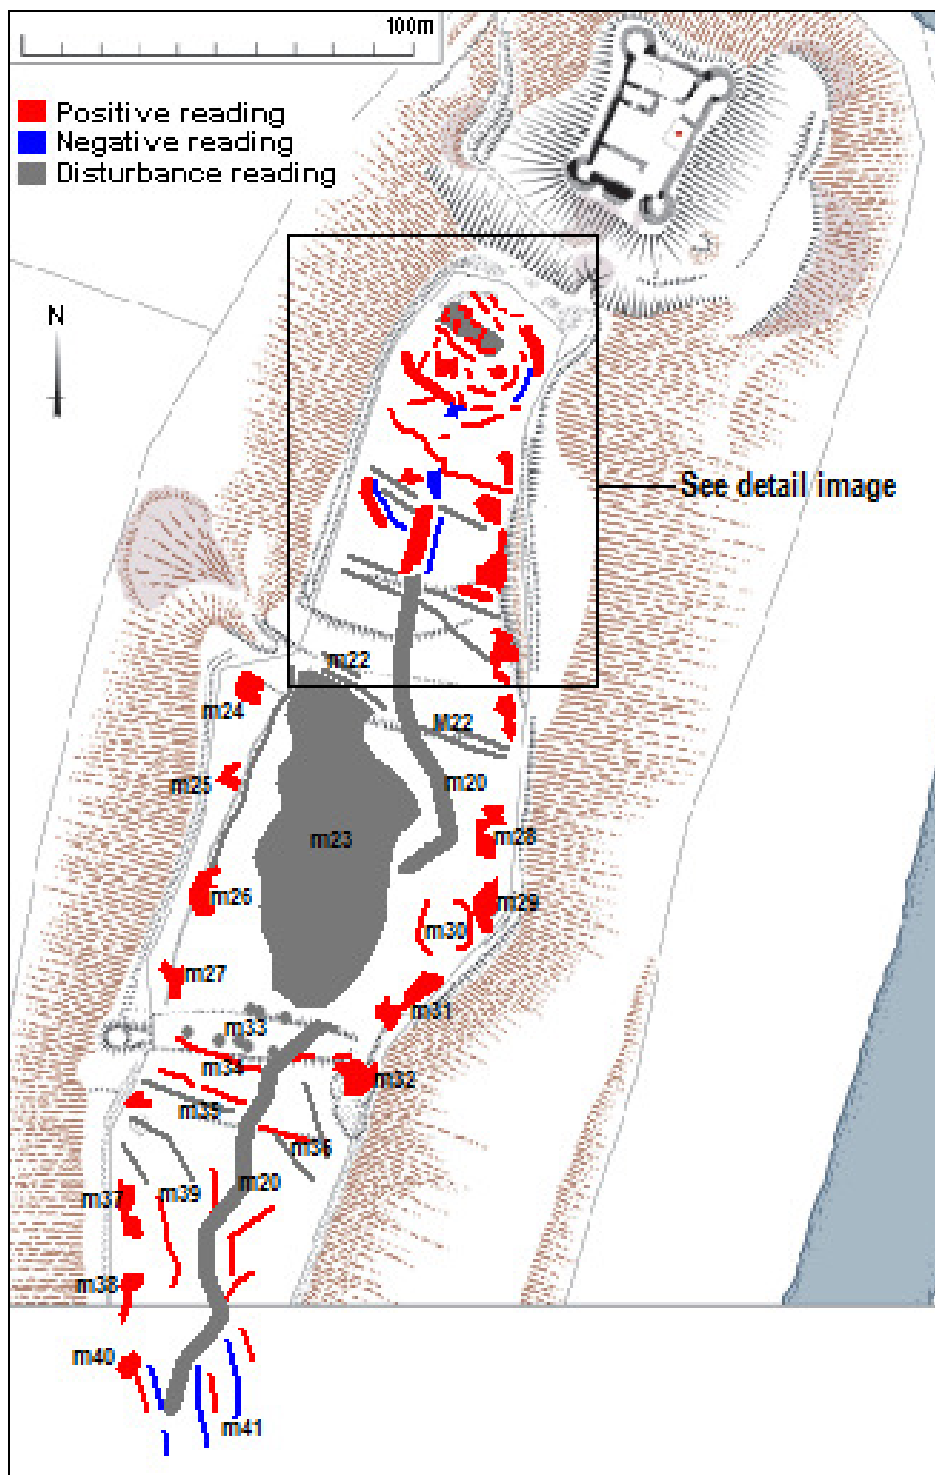 100m
Positive reading
Negative reading
Disturbance reading
N
See detail image
m22
m24
M22
m25
m20
m23
m28
m26
m29
m30
m27
m31
m33
m34
m32
m35
m36
m37
m39
m20
m38
m40
m41